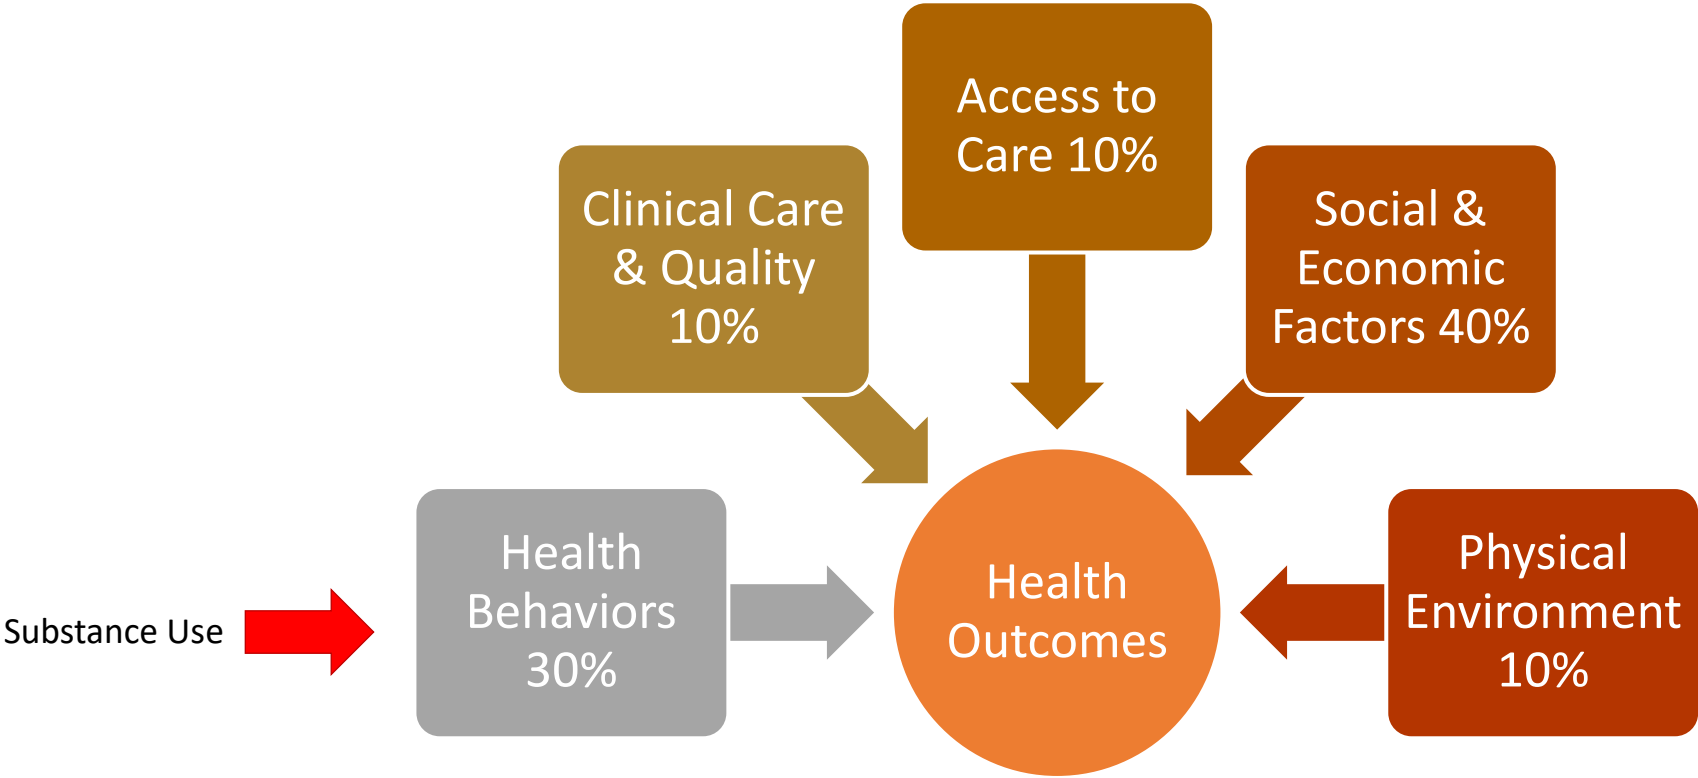 Access to
Care 10%
Clinical Care
& Quality
10%
Social &
Economic
Factors 40%
Health
Behaviors
30%
Substance Use
Health
Outcomes
Physical
Environment
10%